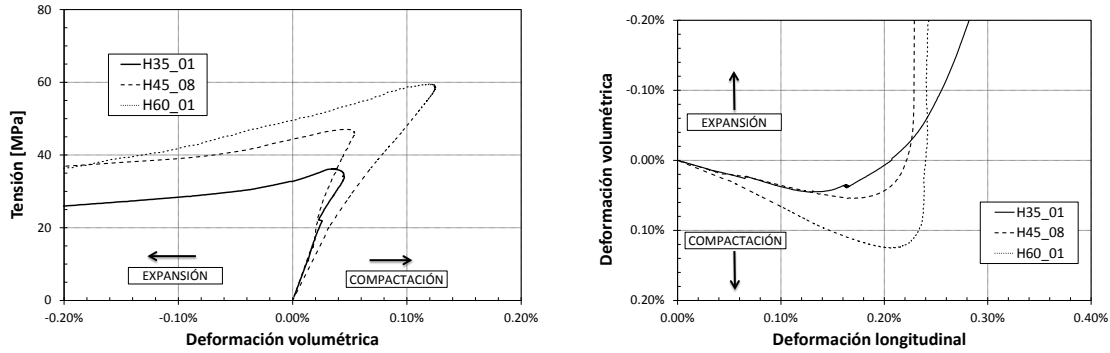 80
60
40
20
0
Tensión [MPa]
H35_01
H45_08
H60_01
EXPANSIÓN
COMPACTACIÓN
-0.20%
-0.10%
0.00%
0.10%
0.20%
Deformación volumétrica
-0.20%
-0.10%
0.00%
0.10%
0.20%
Deformación volumétrica
EXPANSIÓN
COMPACTACIÓN
H35_01
H45_08
H60_01
0.00%
0.10%
0.20%
0.30%
0.40%
Deformación longitudinal